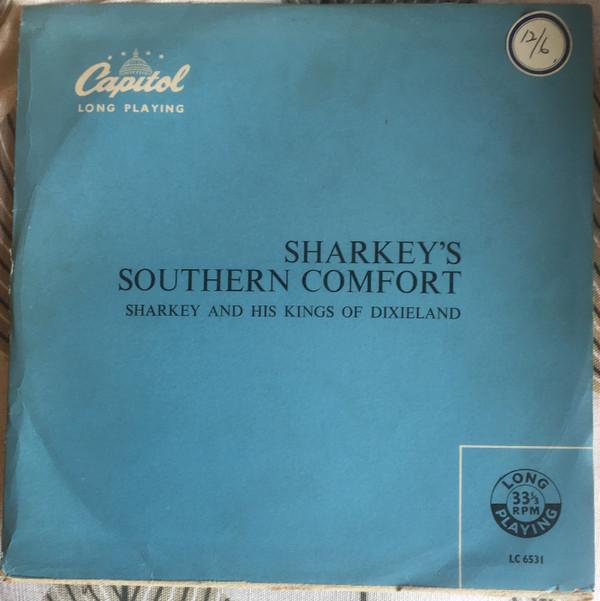 Capitol
LONG PLAYING
12/6
SHARKEY'S
SOUTHERN COMFORT
SHARKEY AND HIS KINGS OF DIXIELAND
LONG
33⅓
RPM
PLAYING
LC 6531